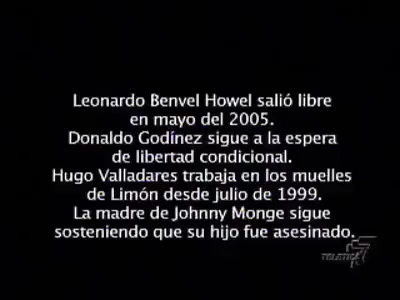 Leonardo Benvel Howel salió libre
en mayo del 2005.
Donaldo Godínez sigue a la espera
de libertad condicional.
Hugo Valladares trabaja en los muelles
de Limón desde julio de 1999.
La madre de Johnny Monge sigue
sosteniendo que su hijo fue asesinado.